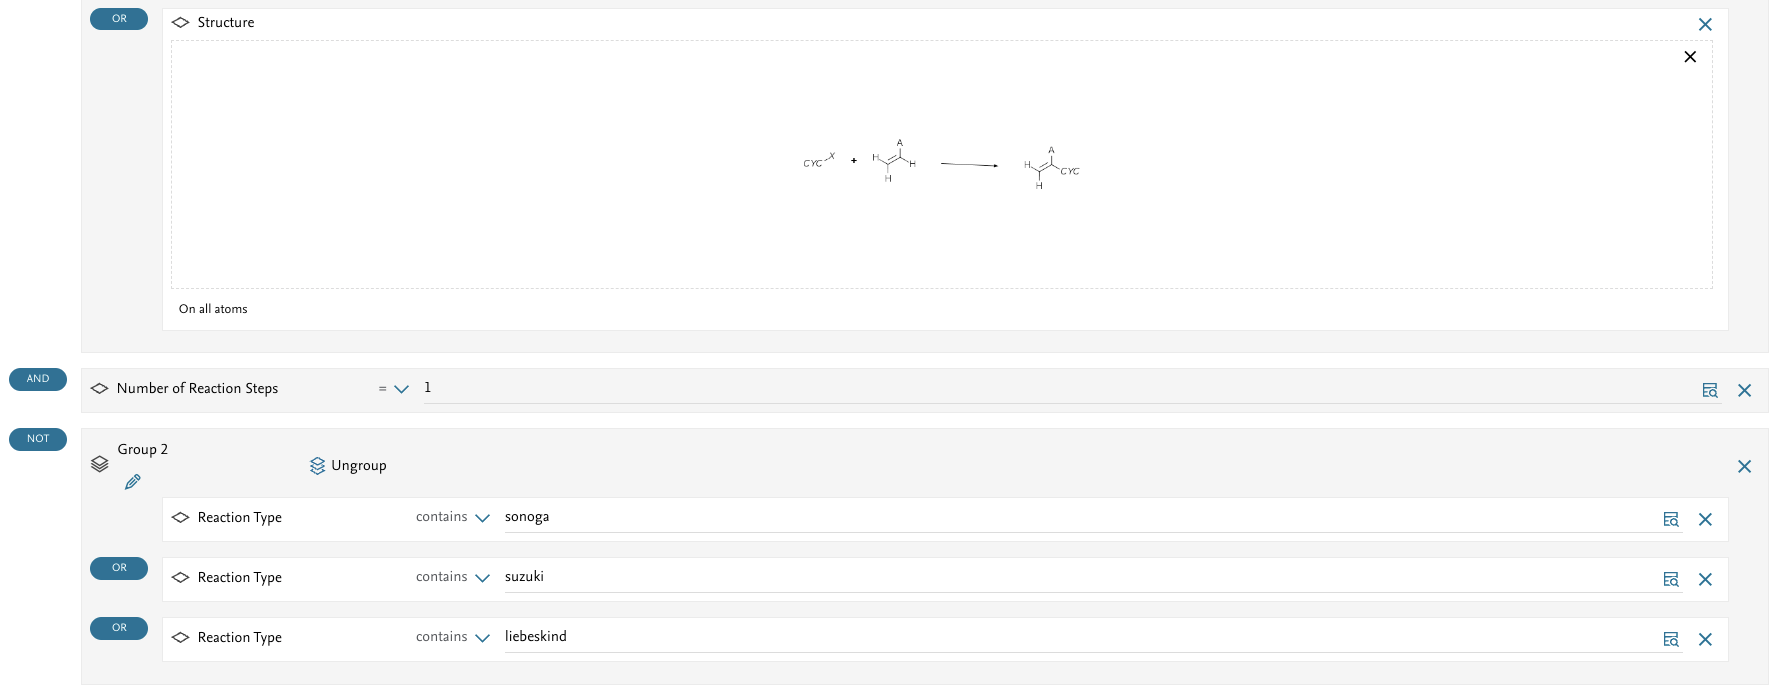 OR
Structure
CYC X + H A H H
H A CYC H
On all atoms
AND
Number of Reaction Steps = 1
NOT
Group 2
Ungroup
Reaction Type contains sonoga
OR
Reaction Type contains suzuki
OR
Reaction Type contains liebeskind